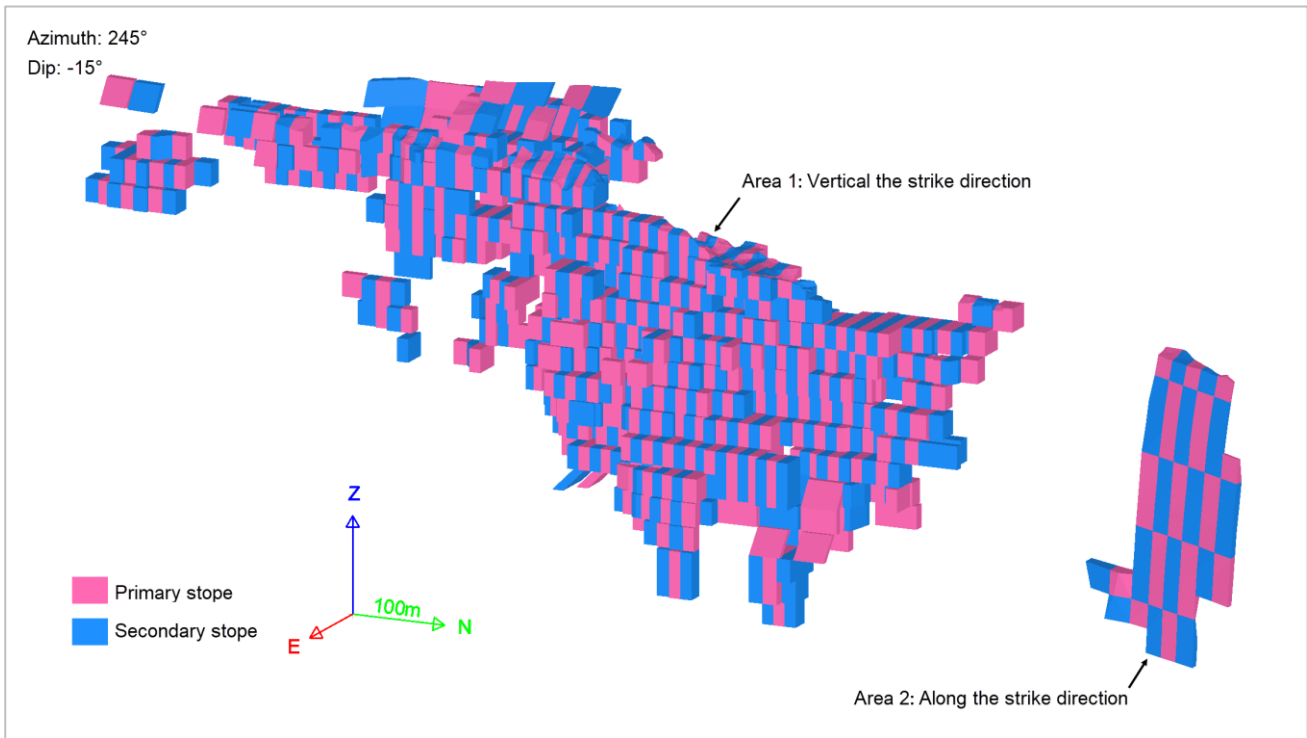 Azimuth: 245°
Dip: -15°
Area 1: Vertical the strike direction
Z
100m
N
E
Primary stope
Secondary stope
Area 2: Along the strike direction